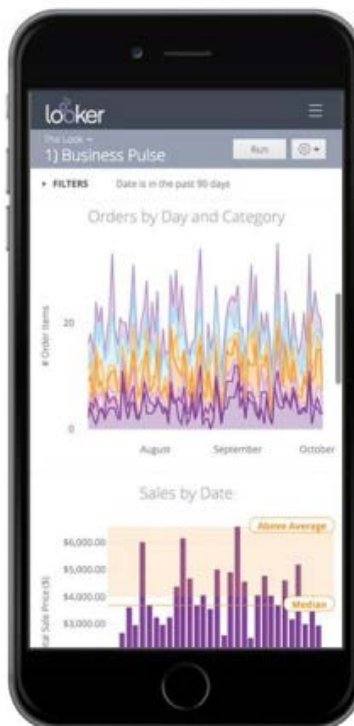 looker
The Look
1) Business Pulse
Run
FILTERS Date is in the past 90 days
Orders by Day and Category
# Order Items
20
0
August September October
Sales by Date
Above Average
$6,000.00
$5,000.00
$4,000.00
Median
$3,000.00
tal Sale Price ($)